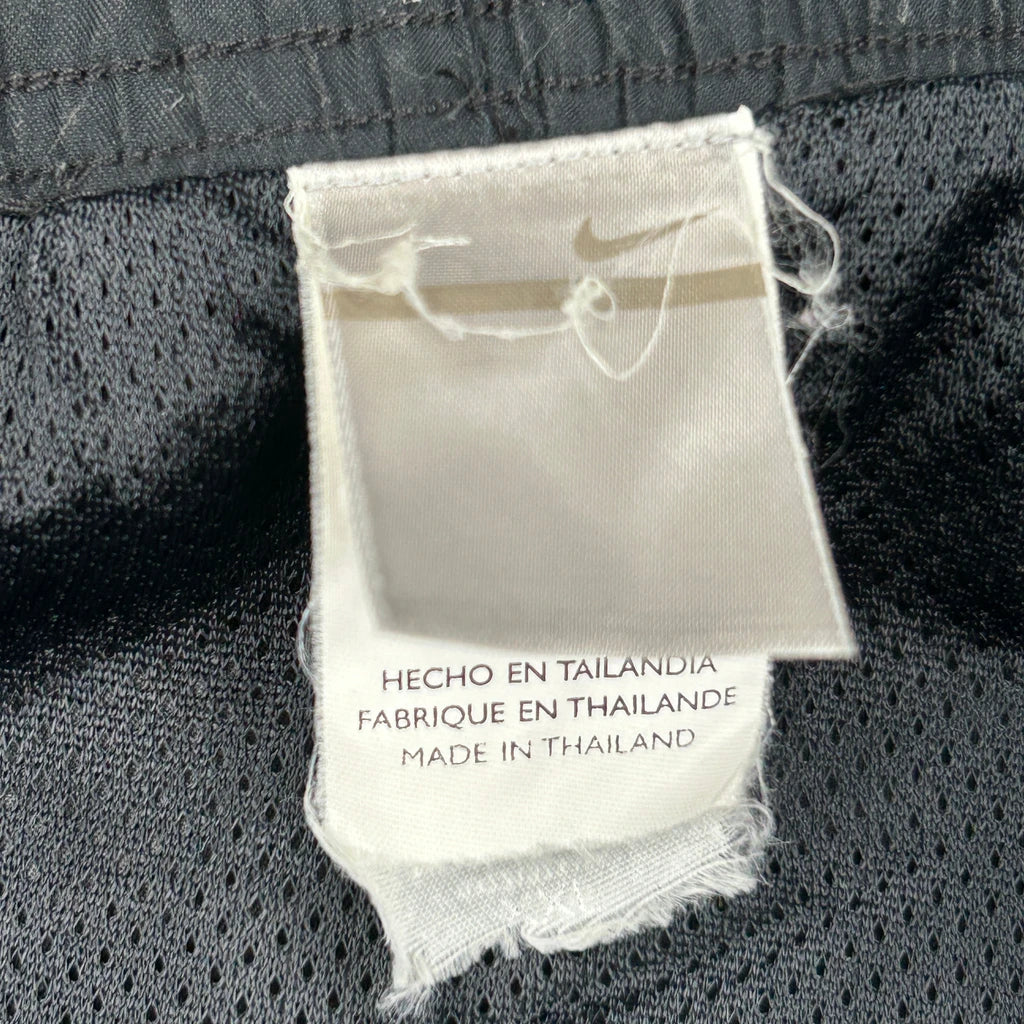 HECHO EN TAILANDIA
FABRIQUE EN THAILANDE
MADE IN THAILAND